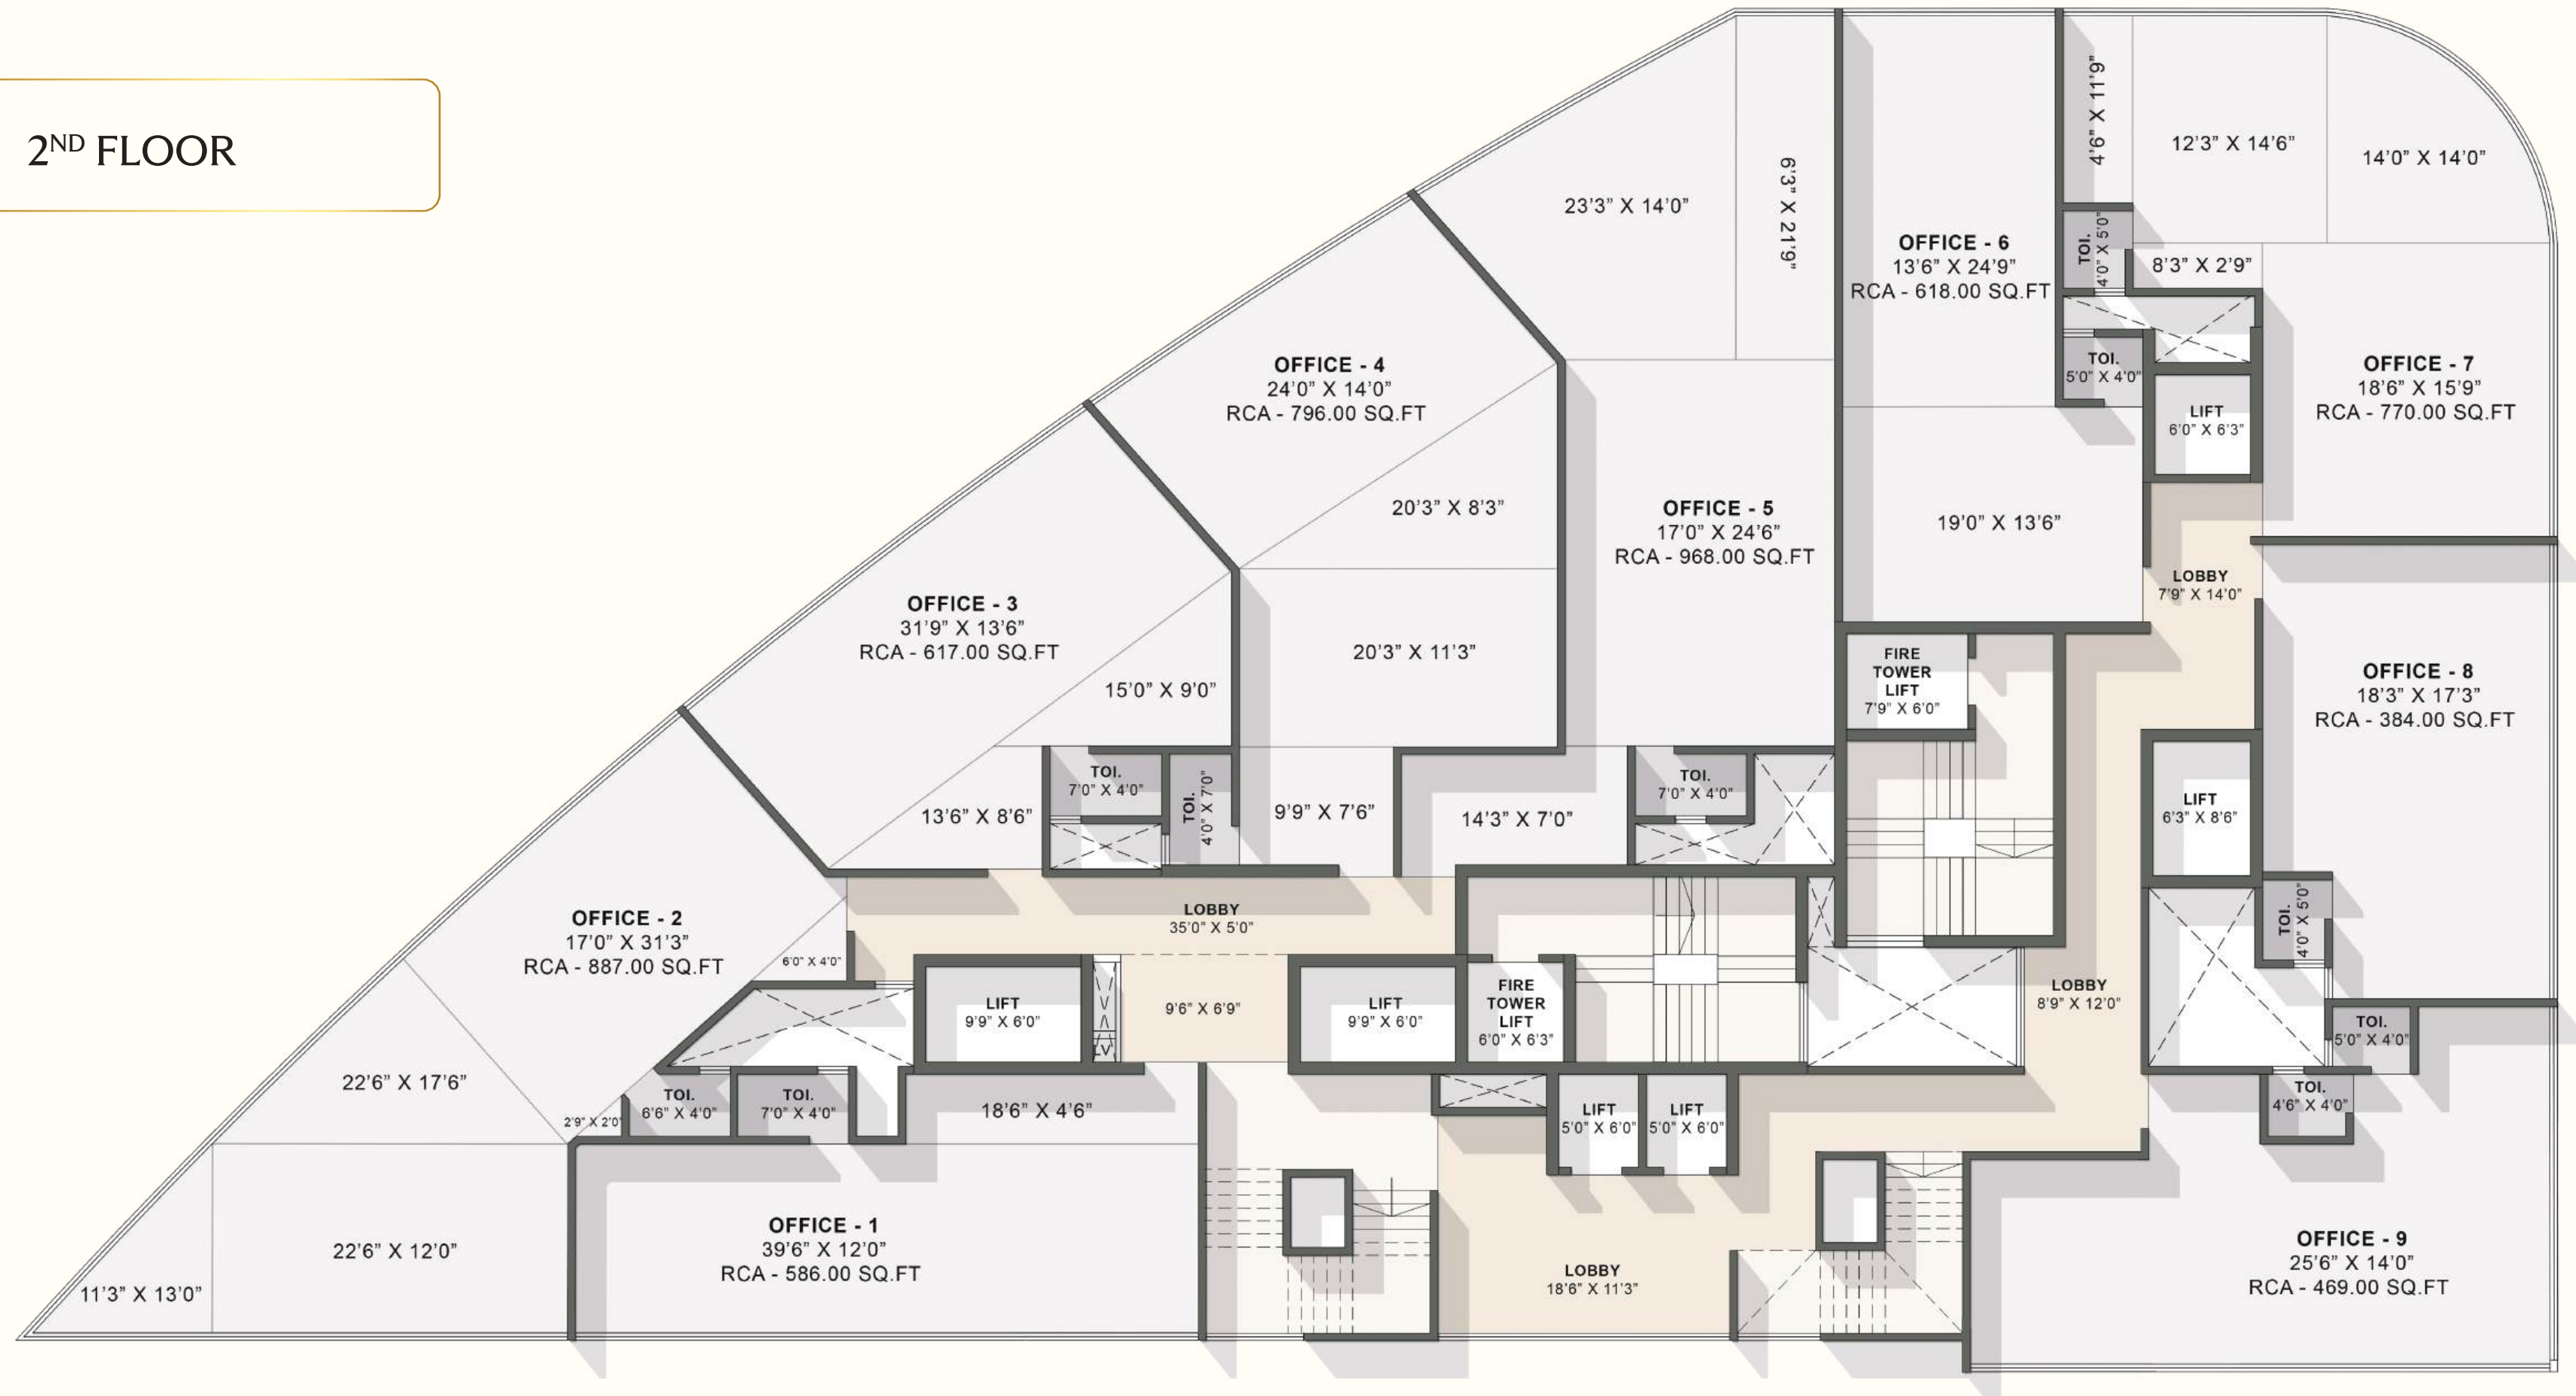 2ND FLOOR
OFFICE - 1
39'6" X 12'0"
RCA - 586.00 SQ.FT
18'6" X 4'6"
TOI.
7'0" X 4'0"
OFFICE - 2
17'0" X 31'3"
RCA - 887.00 SQ.FT
6'0" X 4'0"
22'6" X 17'6"
2'9" X 2'0"
TOI.
6'6" X 4'0"
22'6" X 12'0"
11'3" X 13'0"
OFFICE - 3
31'9" X 13'6"
RCA - 617.00 SQ.FT
15'0" X 9'0"
13'6" X 8'6"
TOI.
7'0" X 4'0"
OFFICE - 4
24'0" X 14'0"
RCA - 796.00 SQ.FT
20'3" X 8'3"
20'3" X 11'3"
9'9" X 7'6"
TOI.
4'0" X 7'0"
OFFICE - 5
17'0" X 24'6"
RCA - 968.00 SQ.FT
23'3" X 14'0"
6'3" X 21'9"
14'3" X 7'0"
TOI.
7'0" X 4'0"
OFFICE - 6
13'6" X 24'9"
RCA - 618.00 SQ.FT
19'0" X 13'6"
TOI.
5'0" X 4'0"
OFFICE - 7
18'6" X 15'9"
RCA - 770.00 SQ.FT
4'6" X 11'9"
12'3" X 14'6"
14'0" X 14'0"
8'3" X 2'9"
TOI.
4'0" X 5'0"
LIFT
6'0" X 6'3"
LOBBY
7'9" X 14'0"
OFFICE - 8
18'3" X 17'3"
RCA - 384.00 SQ.FT
TOI.
4'0" X 5'0"
LIFT
6'3" X 8'6"
FIRE
TOWER
LIFT
7'9" X 6'0"
LOBBY
8'9" X 12'0"
OFFICE - 9
25'6" X 14'0"
RCA - 469.00 SQ.FT
TOI.
5'0" X 4'0"
TOI.
4'6" X 4'0"
LOBBY
35'0" X 5'0"
LIFT
9'9" X 6'0"
9'6" X 6'9"
LIFT
9'9" X 6'0"
FIRE
TOWER
LIFT
6'0" X 6'3"
LIFT
5'0" X 6'0"
LIFT
5'0" X 6'0"
LOBBY
18'6" X 11'3"